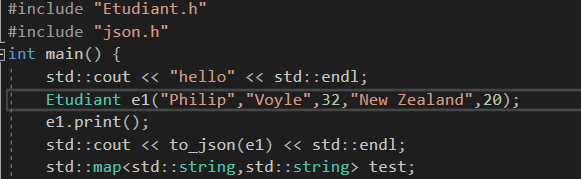 #include "Etudiant.h"
#include "json.h"
int main() {
std::cout << "hello" << std::endl;
Etudiant e1("Philip","Voyle",32,"New Zealand",20);
e1.print();
std::cout << to_json(e1) << std::endl;
std::map<std::string,std::string> test;